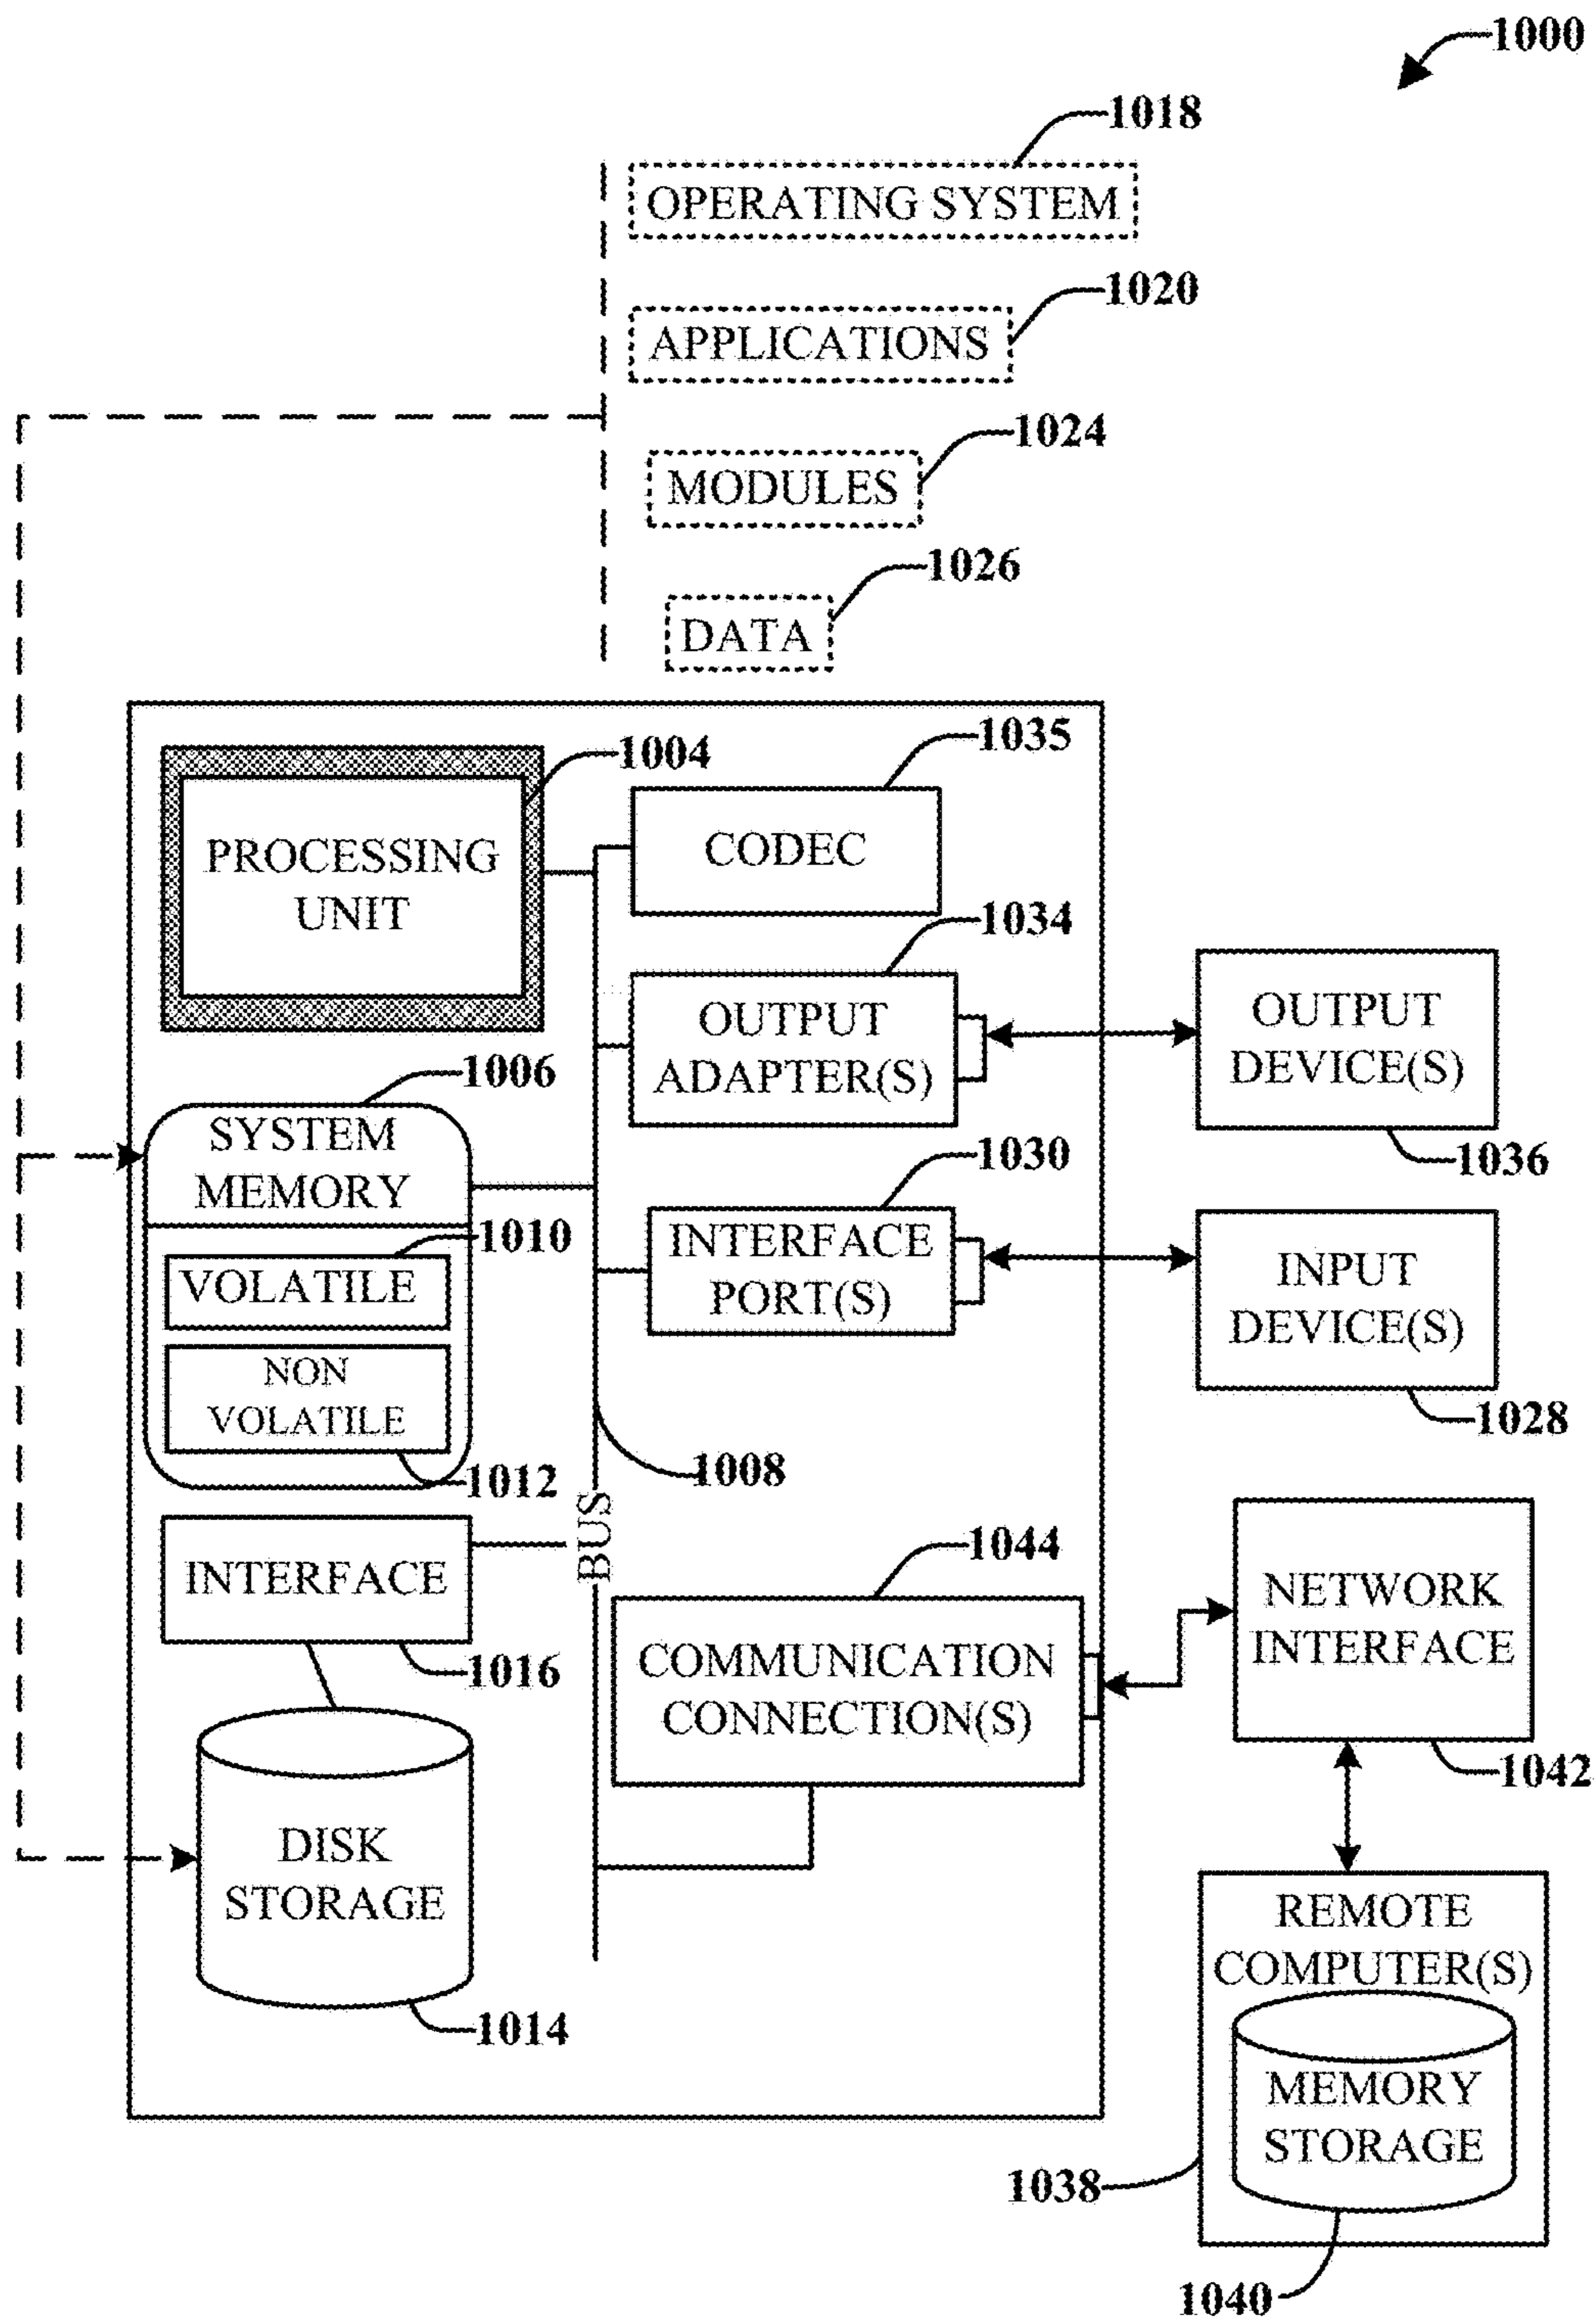 1000
1018
OPERATING SYSTEM
1020
APPLICATIONS
1024
MODULES
1026
DATA
1035
1004
CODEC
PROCESSING
UNIT
1034
OUTPUT
ADAPTER(S)
OUTPUT
DEVICE(S)
1036
1006
SYSTEM
MEMORY
1030
INTERFACE
PORT(S)
INPUT
DEVICE(S)
1028
1010
VOLATILE
NON
VOLATILE
1012
1008
BUS
INTERFACE
1016
1044
COMMUNICATION
CONNECTION(S)
NETWORK
INTERFACE
1042
DISK
STORAGE
1014
REMOTE
COMPUTER(S)
MEMORY
STORAGE
1038
1040